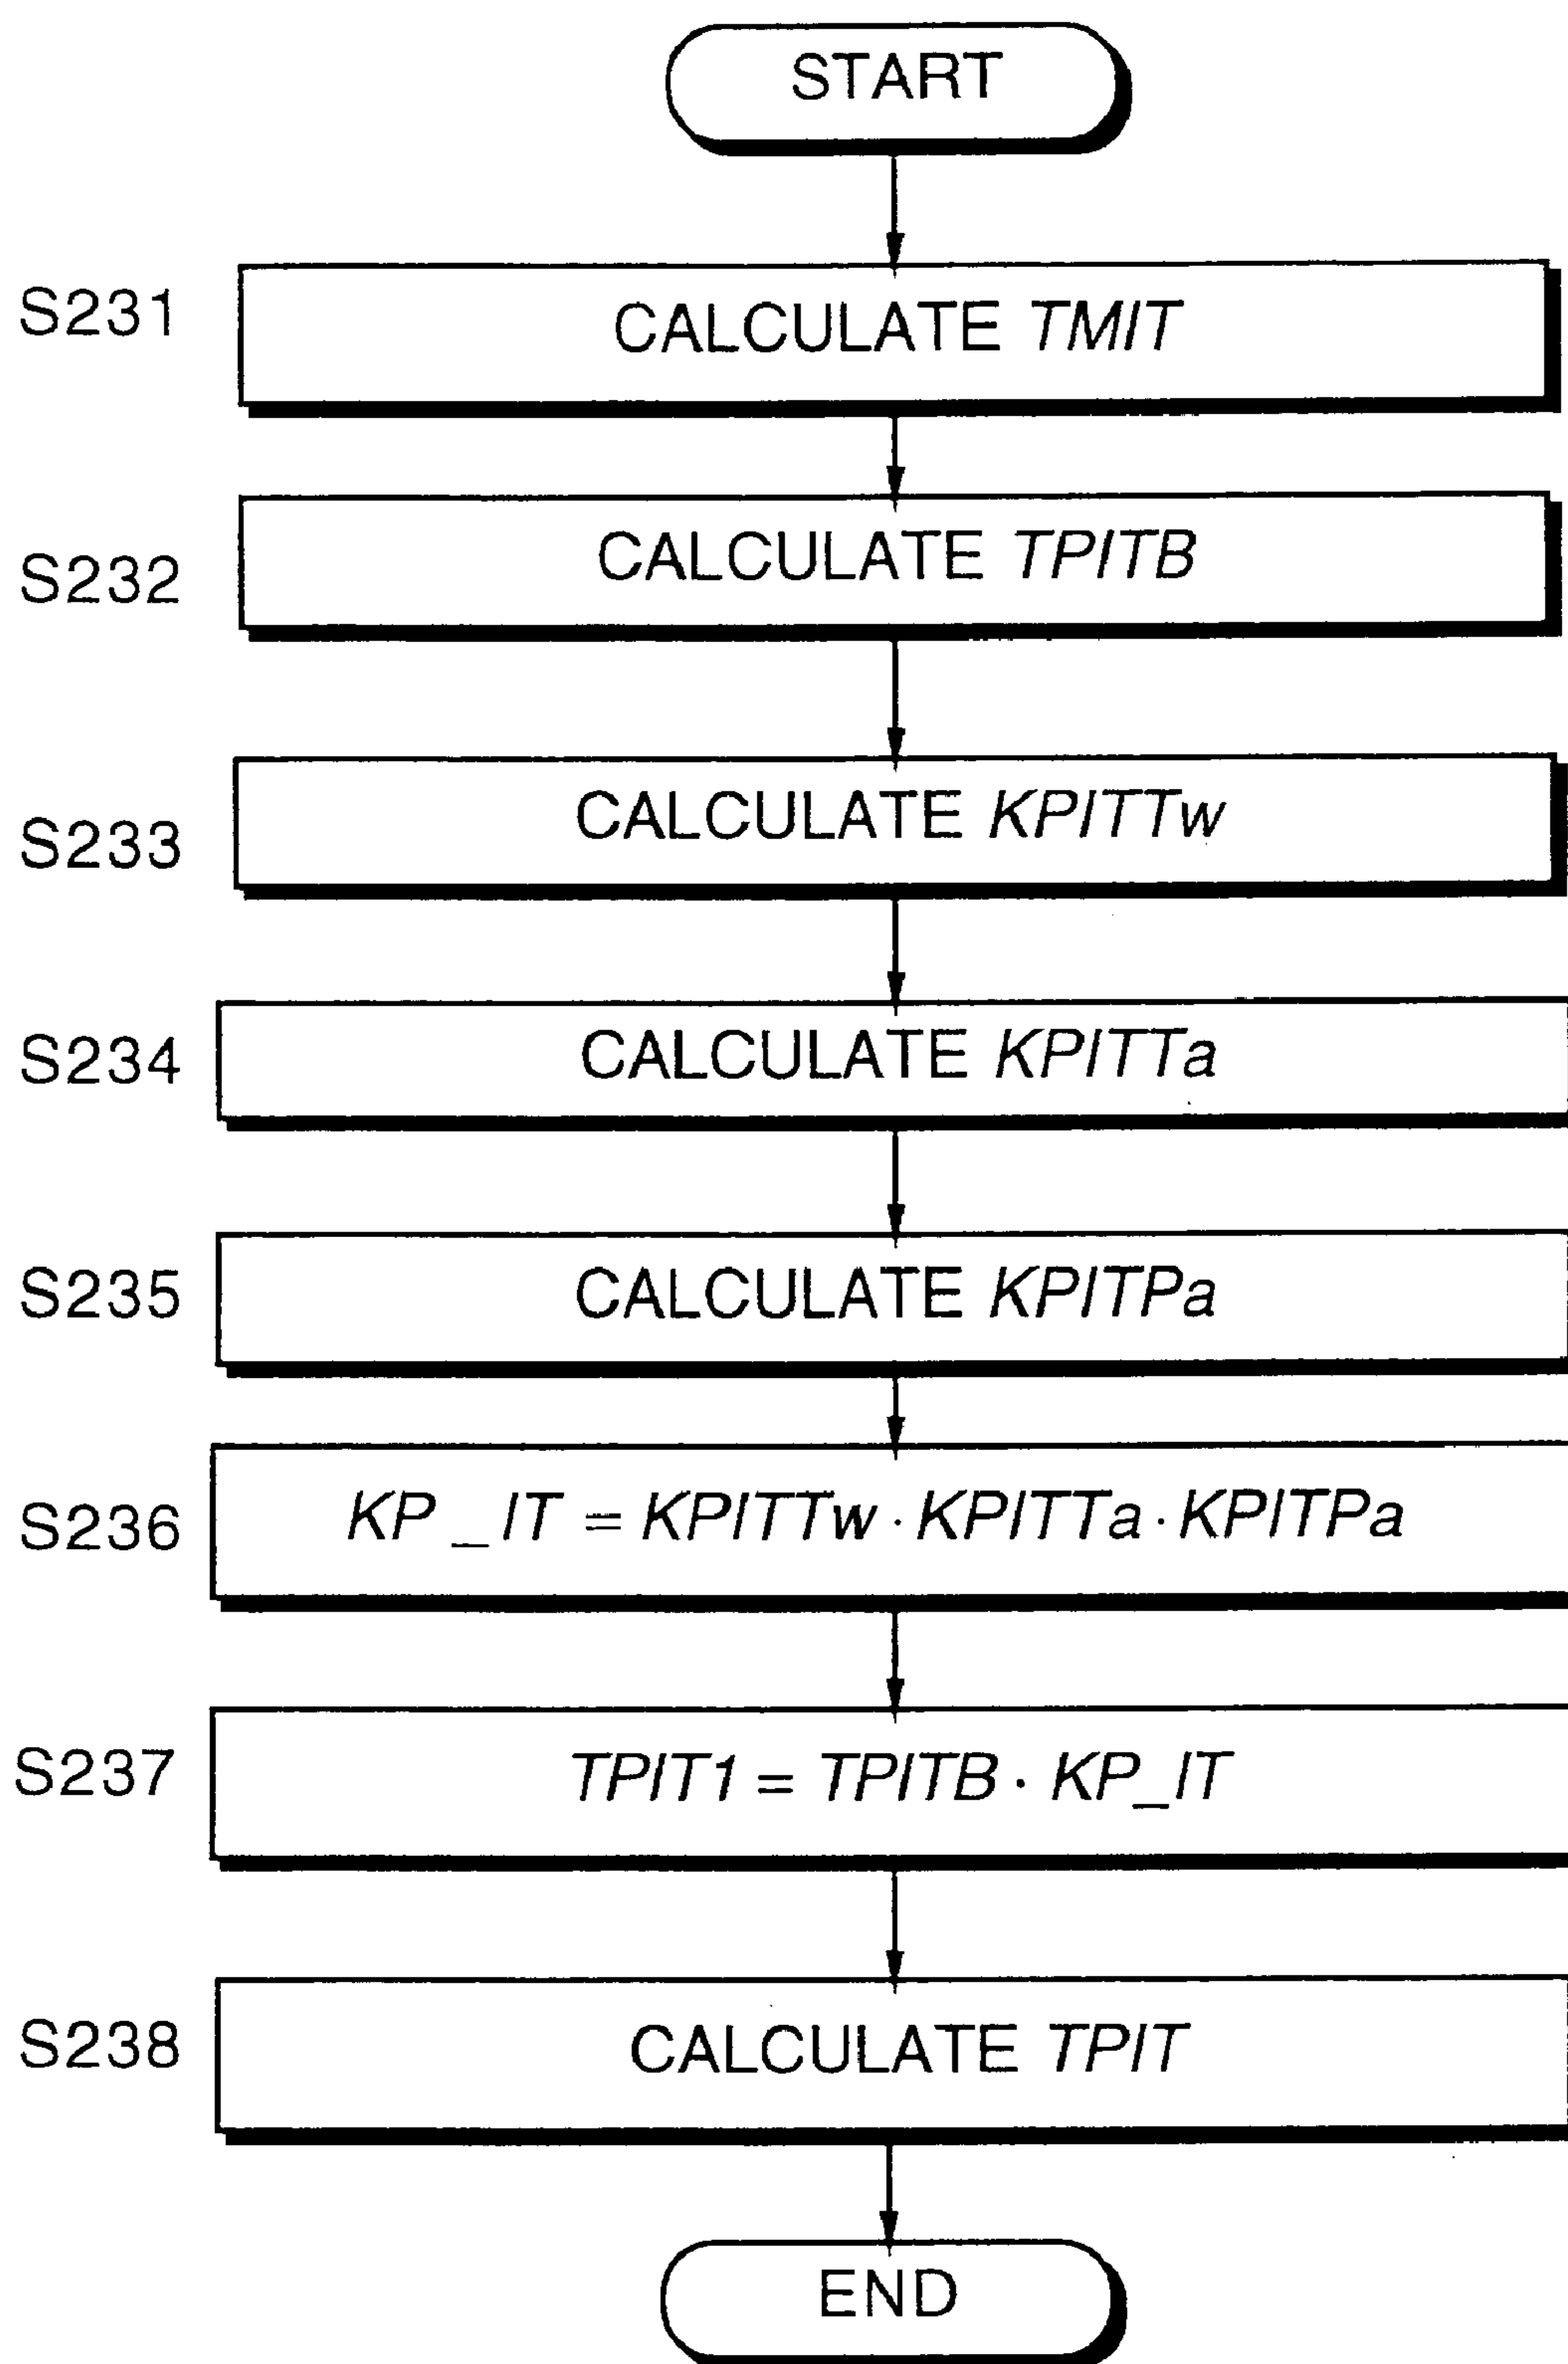 START
S231 CALCULATE TMIT
S232 CALCULATE TPITB
S233 CALCULATE KPITTw
S234 CALCULATE KPITTa
S235 CALCULATE KPITPa
S236 KP_IT = KPITTw · KPITTa · KPITPa
S237 TPIT1 = TPITB · KP_IT
S238 CALCULATE TPIT
END